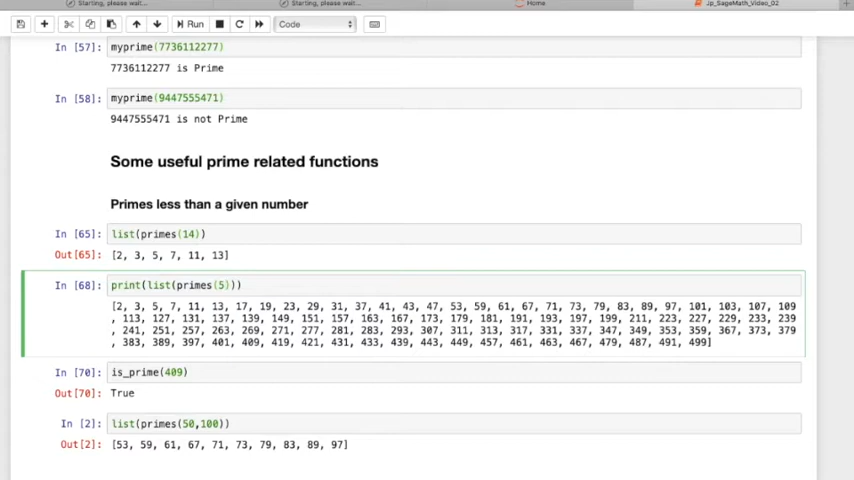 Starting, please wait...
Starting, please wait...
Home
Jp_SageMath_Video_02
Run
Code
In [57]: myprime(7736112277)
7736112277 is Prime
In [58]: myprime(9447555471)
9447555471 is not Prime
Some useful prime related functions
Primes less than a given number
In [65]: list(primes(14))
Out[65]: [2, 3, 5, 7, 11, 13]
In [68]: print(list(primes(5)))
[2, 3, 5, 7, 11, 13, 17, 19, 23, 29, 31, 37, 41, 43, 47, 53, 59, 61, 67, 71, 73, 79, 83, 89, 97, 101, 103, 107, 109
, 113, 127, 131, 137, 139, 149, 151, 157, 163, 167, 173, 179, 181, 191, 193, 197, 199, 211, 223, 227, 229, 233, 239
, 241, 251, 257, 263, 269, 271, 277, 281, 283, 293, 307, 311, 313, 317, 331, 337, 347, 349, 353, 359, 367, 373, 379
, 383, 389, 397, 401, 409, 419, 421, 431, 433, 439, 443, 449, 457, 461, 463, 467, 479, 487, 491, 499]
In [70]: is_prime(409)
Out[70]: True
In [2]: list(primes(50,100))
Out[2]: [53, 59, 61, 67, 71, 73, 79, 83, 89, 97]